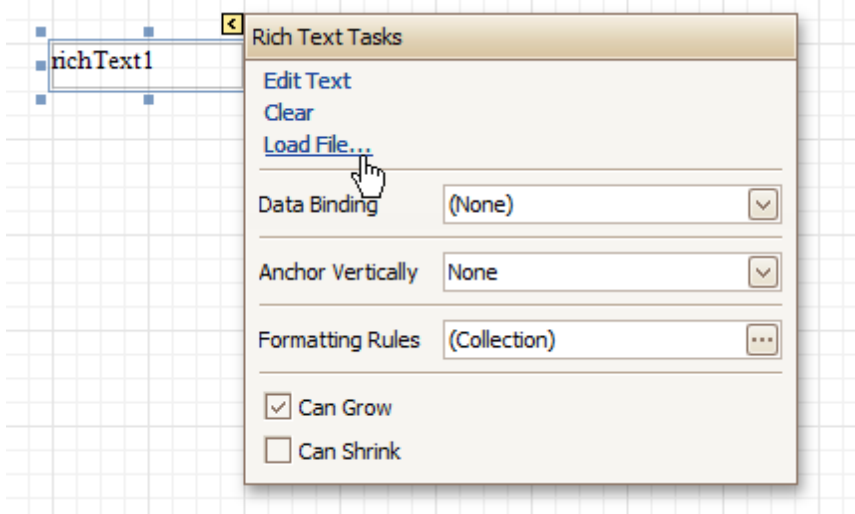 richText1
Rich Text Tasks
Edit Text
Clear
Load File...
Data Binding (None)
Anchor Vertically None
Formatting Rules (Collection)
Can Grow
Can Shrink